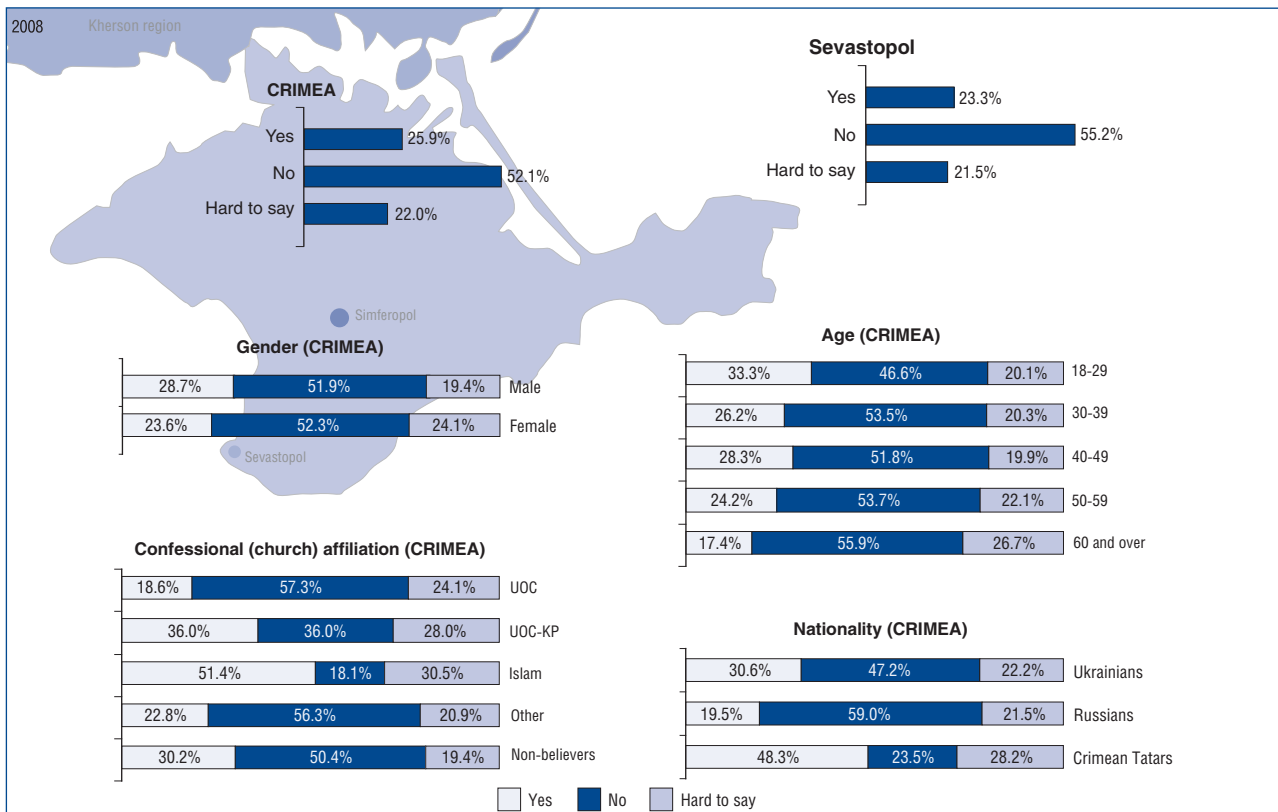 2008
Kherson region
CRIMEA
Yes 25.9%
No 52.1%
Hard to say 22.0%
Sevastopol
Yes 23.3%
No 55.2%
Hard to say 21.5%
Simferopol
Sevastopol
Gender (CRIMEA)
28.7% 51.9% 19.4% Male
23.6% 52.3% 24.1% Female
Age (CRIMEA)
33.3% 46.6% 20.1% 18-29
26.2% 53.5% 20.3% 30-39
28.3% 51.8% 19.9% 40-49
24.2% 53.7% 22.1% 50-59
17.4% 55.9% 26.7% 60 and over
Confessional (church) affiliation (CRIMEA)
18.6% 57.3% 24.1% UOC
36.0% 36.0% 28.0% UOC-KP
51.4% 18.1% 30.5% Islam
22.8% 56.3% 20.9% Other
30.2% 50.4% 19.4% Non-believers
Nationality (CRIMEA)
30.6% 47.2% 22.2% Ukrainians
19.5% 59.0% 21.5% Russians
48.3% 23.5% 28.2% Crimean Tatars
Yes No Hard to say